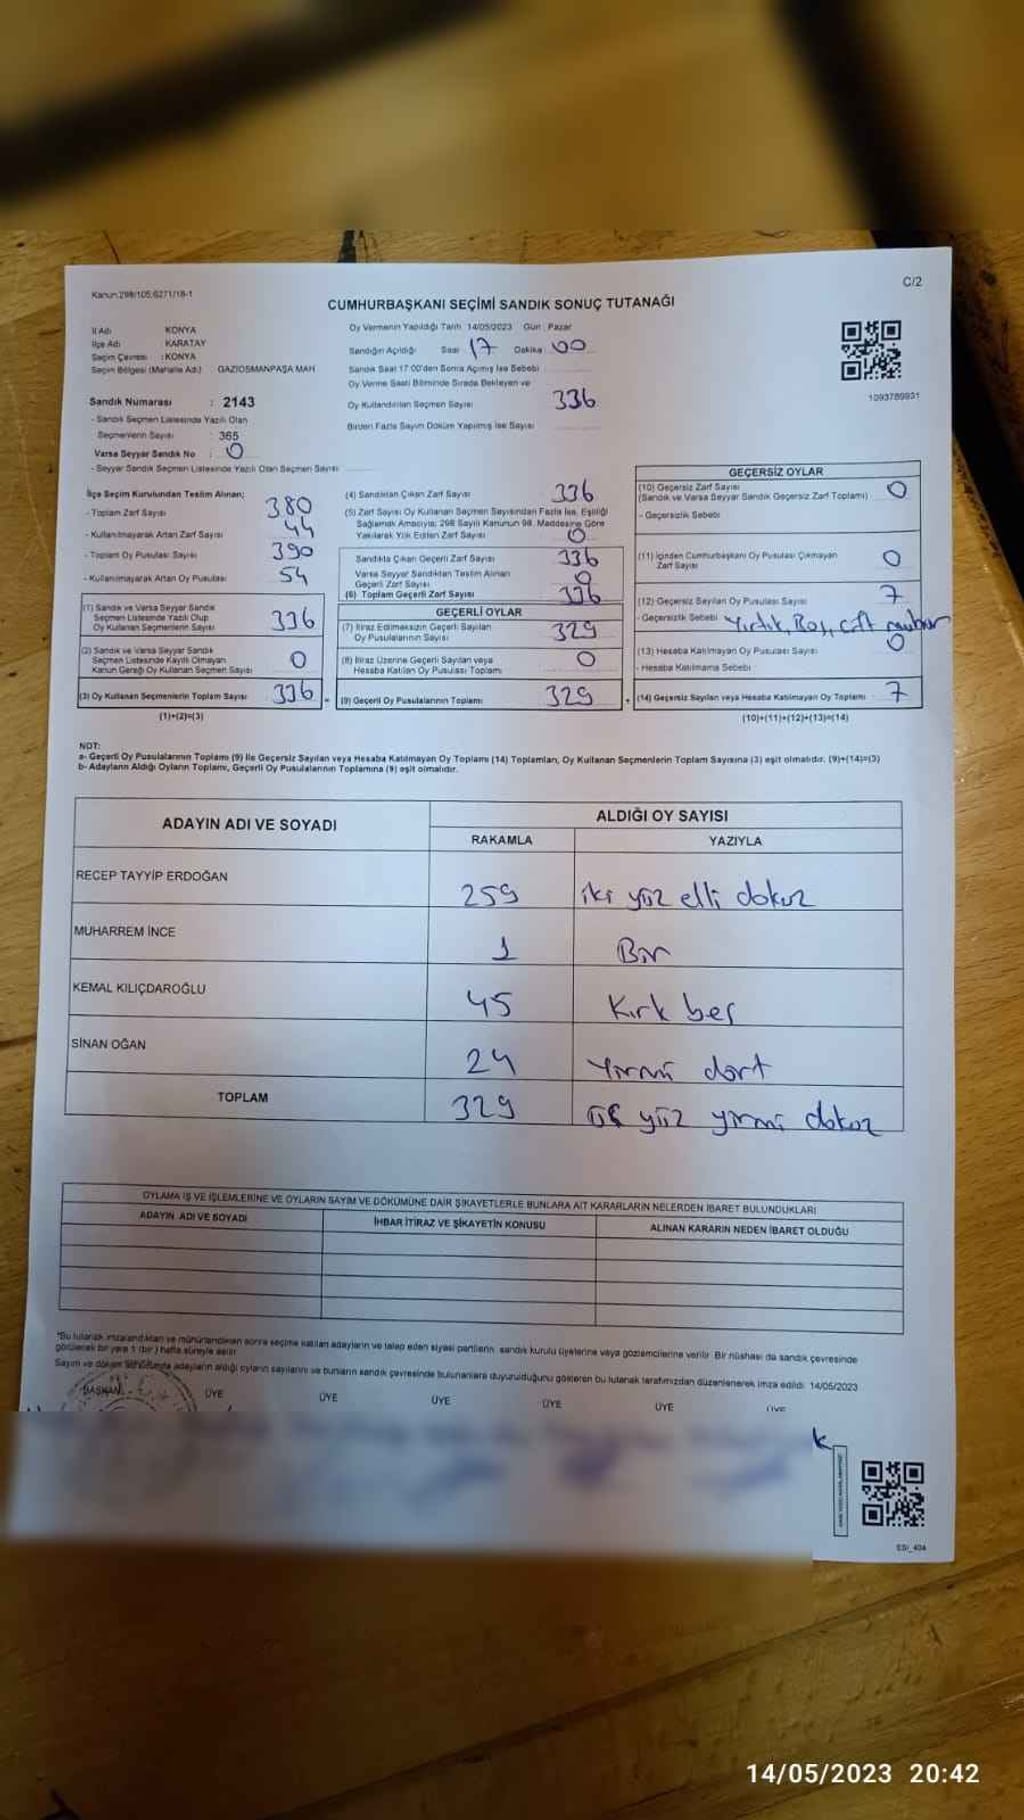 Kanun:298/105;6271/18-1
C/2
CUMHURBAŞKANI SEÇİMİ SANDIK SONUÇ TUTANAĞI
İl Adı KONYA
İlçe Adı KARATAY
Seçim Çevresi : KONYA
Seçim Bölgesi (Mahalle Adı) GAZİOSMANPAŞA MAH
Sandık Numarası : 2143
- Sandık Seçmen Listesinde Yazılı Olan
Seçmenlerin Sayısı : 365
Varsa Seyyar Sandık No : 0
- Seyyar Sandık Seçmen Listesinde Yazılı Olan Seçmen Sayısı
Oy Vermenin Yapıldığı Tarih 14/05/2023 Gün : Pazar
Sandığın Açıldığı Saat 17 Dakika 00
Sandık Saat 17:00'den Sonra Açılmış İse Sebebi
Oy Verme Saati Bitiminde Sırada Bekleyen ve
Oy Kullandırılan Seçmen Sayısı 336
Birden Fazla Sayım Döküm Yapılmış İse Sayısı
1093789931
İlçe Seçim Kurulundan Teslim Alınan;
- Toplam Zarf Sayısı 380
- Kullanılmayarak Artan Zarf Sayısı 44
- Toplam Oy Pusulası Sayısı 390
- Kullanılmayarak Artan Oy Pusulası 54
(1) Sandık ve Varsa Seyyar Sandık
Seçmen Listesinde Yazılı Olup
Oy Kullanan Seçmenlerin Sayısı 336
(2) Sandık ve Varsa Seyyar Sandık
Seçmen Listesinde Kayıtlı Olmayan
Kanun Gereği Oy Kullanan Seçmen Sayısı 0
(3) Oy Kullanan Seçmenlerin Toplam Sayısı 336
(1)+(2)=(3)
(4) Sandıktan Çıkan Zarf Sayısı 336
(5) Zarf Sayısı Oy Kullanan Seçmen Sayısından Fazla İse, Eşitliği
Sağlamak Amacıyla; 298 Sayılı Kanunun 98. Maddesine Göre
Yakılarak Yok Edilen Zarf Sayısı 0
Sandıkta Çıkan Geçerli Zarf Sayısı 336
Varsa Seyyar Sandıktan Teslim Alınan
Geçerli Zarf Sayısı 0
(6) Toplam Geçerli Zarf Sayısı 336
GEÇERLİ OYLAR
(7) İtiraz Edilmeksizin Geçerli Sayılan
Oy Pusulalarının Sayısı 329
(8) İtiraz Üzerine Geçerli Sayılan veya
Hesaba Katılan Oy Pusulası Toplamı 0
= (9) Geçerli Oy Pusulalarının Toplamı 329
GEÇERSİZ OYLAR
(10) Geçersiz Zarf Sayısı
(Sandık ve Varsa Seyyar Sandık Geçersiz Zarf Toplamı) 0
- Geçersizlik Sebebi
(11) İçinden Cumhurbaşkanı Oy Pusulası Çıkmayan
Zarf Sayısı 0
(12) Geçersiz Sayılan Oy Pusulası Sayısı 7
- Geçersizlik Sebebi Yırtık, Boş, çift mühür
(13) Hesaba Katılmayan Oy Pusulası Sayısı 0
- Hesaba Katılmama Sebebi
+ (14) Geçersiz Sayılan veya Hesaba Katılmayan Oy Toplamı 7
(10)+(11)+(12)+(13)=(14)
NOT:
a- Geçerli Oy Pusulalarının Toplamı (9) ile Geçersiz Sayılan veya Hesaba Katılmayan Oy Toplamı (14) Toplamları, Oy Kullanan Seçmenlerin Toplam Sayısına (3) eşit olmalıdır. (9)+(14)=(3)
b- Adayların Aldığı Oyların Toplamı, Geçerli Oy Pusulalarının Toplamına (9) eşit olmalıdır.
ADAYIN ADI VE SOYADI
ALDIĞI OY SAYISI
RAKAMLA YAZIYLA
RECEP TAYYİP ERDOĞAN 259 iki yüz elli dokuz
MUHARREM İNCE 1 Bir
KEMAL KILIÇDAROĞLU 45 Kırk beş
SİNAN OĞAN 24 Yirmi dört
TOPLAM 329 üç yüz yirmi dokuz
OYLAMA İŞ VE İŞLEMLERİNE VE OYLARIN SAYIM VE DÖKÜMÜNE DAİR ŞİKAYETLERLE BUNLARA AİT KARARLARIN NELERDEN İBARET BULUNDUKLARI
ADAYIN ADI VE SOYADI İHBAR İTİRAZ VE ŞİKAYETİN KONUSU ALINAN KARARIN NEDEN İBARET OLDUĞU
"Bu tutanak imzalandıktan ve mühürlendikten sonra seçime katılan adayların ve talep eden siyasi partilerin, sandık kurulu üyelerine veya gözlemcilerine verilir. Bir nüshası da sandık çevresinde
görülecek bir yere 1 (bir) hafta süreyle asılır.
Sayım ve döküm sonucunda adayların aldığı oyların sayılarını ve bunların sandık çevresinde bulunanlara duyurulduğunu gösteren bu tutanak tarafımızdan düzenlenerek imza edildi. 14/05/2023
BAŞKAN ÜYE ÜYE ÜYE ÜYE ÜYE ÜYE
14/05/2023 20:42